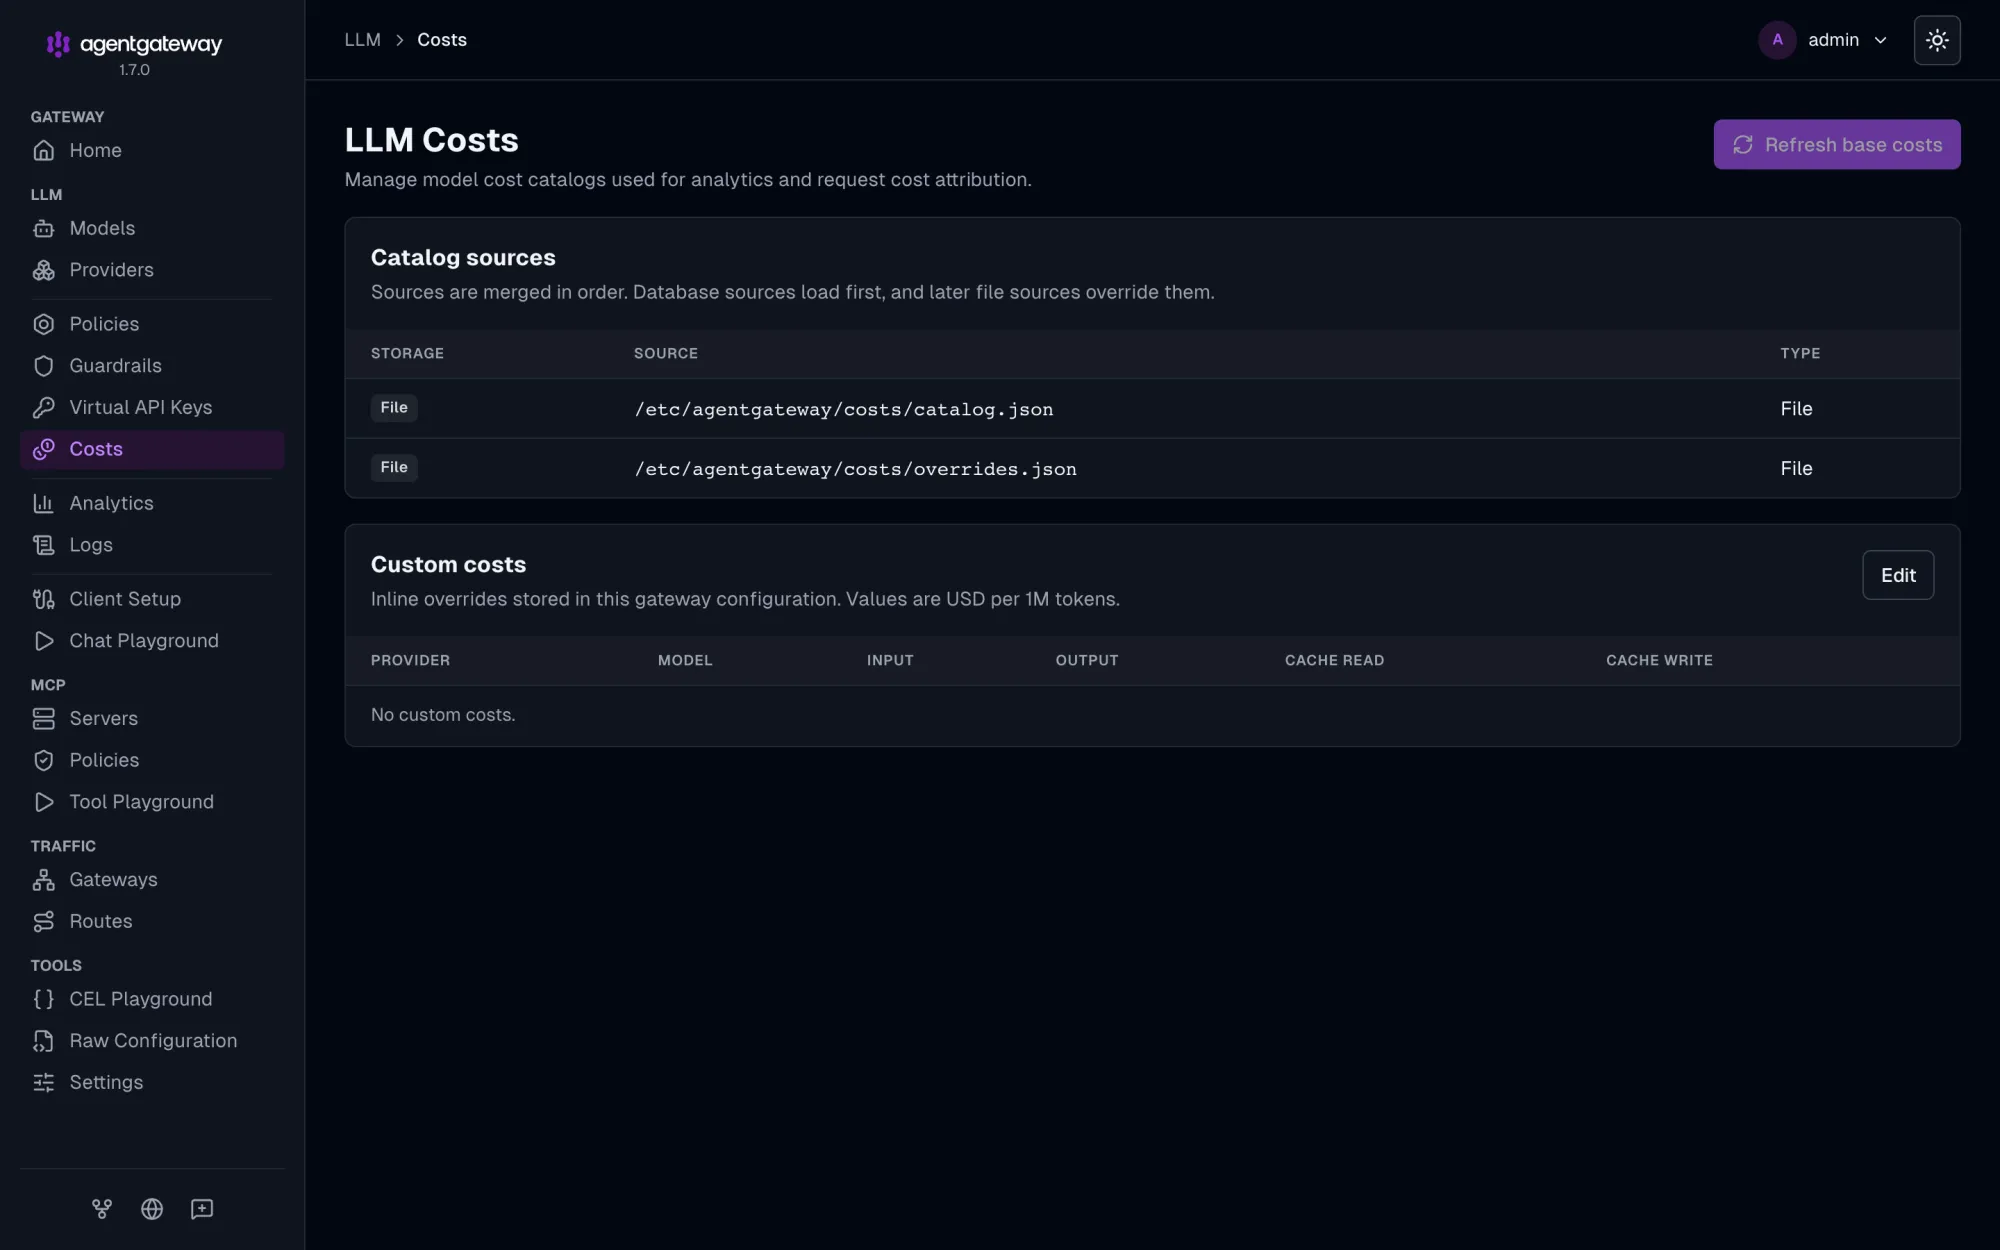 agentgateway
1.7.0
GATEWAY
Home
LLM
Models
Providers
Policies
Guardrails
Virtual API Keys
Costs
Analytics
Logs
Client Setup
Chat Playground
MCP
Servers
Policies
Tool Playground
TRAFFIC
Gateways
Routes
TOOLS
CEL Playground
Raw Configuration
Settings
LLM > Costs
A admin
LLM Costs
Manage model cost catalogs used for analytics and request cost attribution.
Refresh base costs
Catalog sources
Sources are merged in order. Database sources load first, and later file sources override them.
STORAGE SOURCE TYPE
File /etc/agentgateway/costs/catalog.json File
File /etc/agentgateway/costs/overrides.json File
Custom costs
Inline overrides stored in this gateway configuration. Values are USD per 1M tokens.
Edit
PROVIDER MODEL INPUT OUTPUT CACHE READ CACHE WRITE
No custom costs.